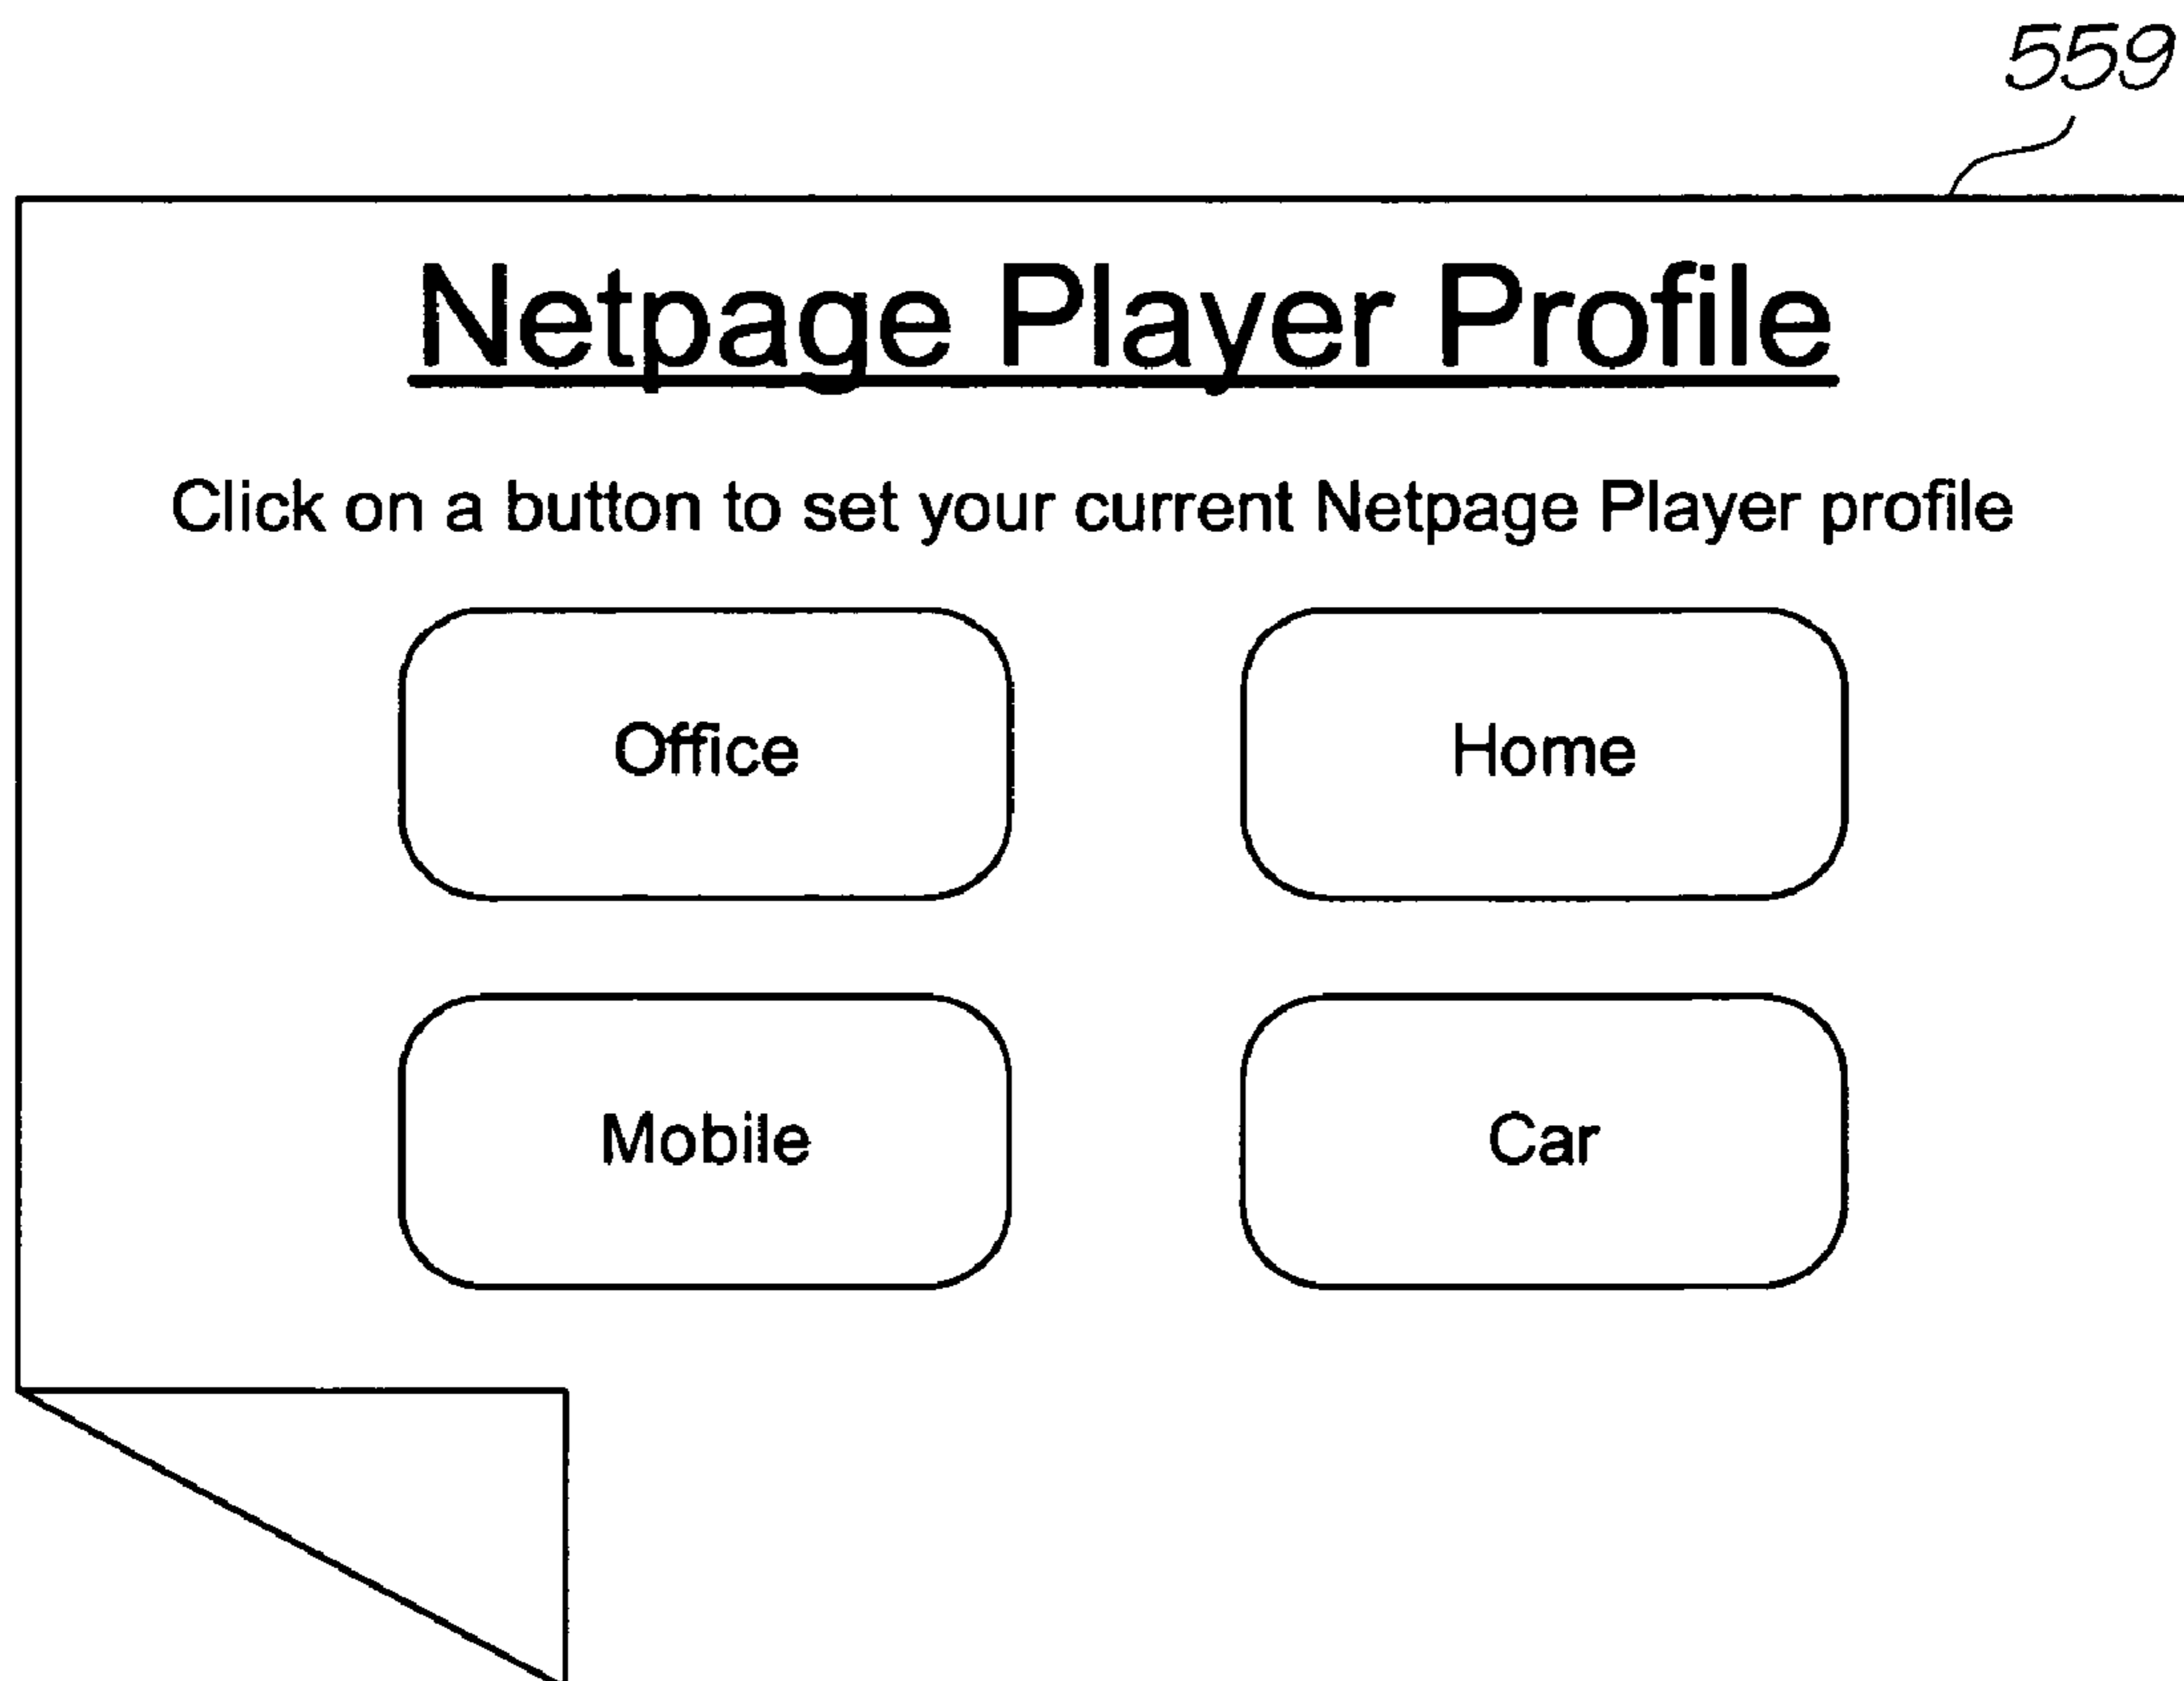 559
Netpage Player Profile
Click on a button to set your current Netpage Player profile
Office Home
Mobile Car